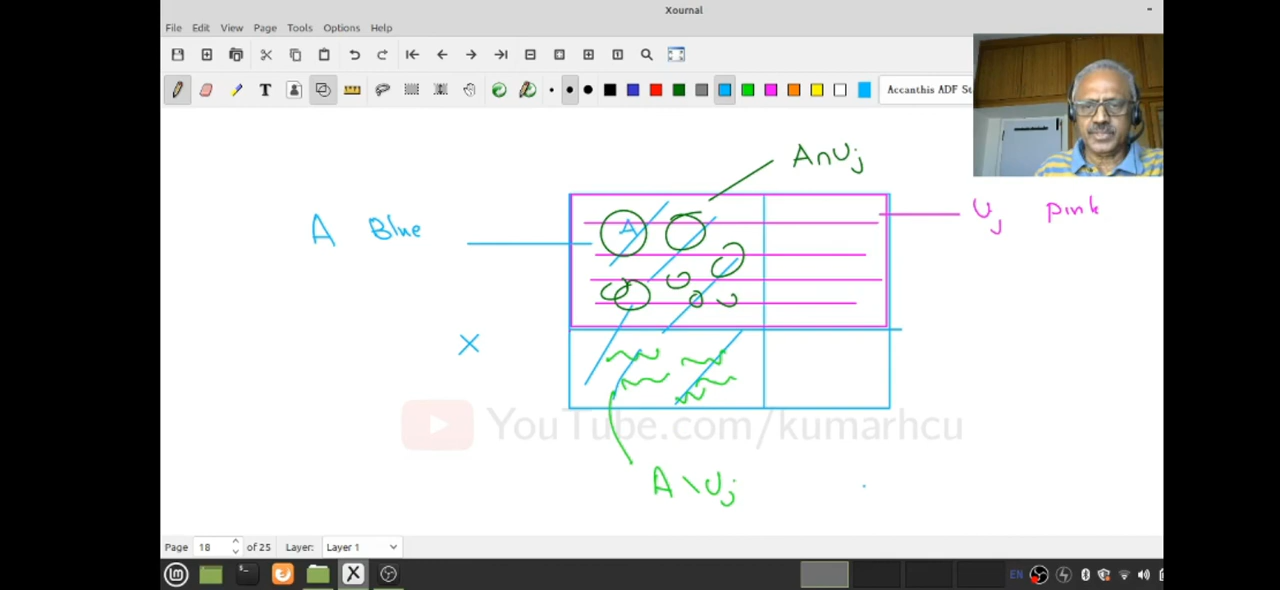 Xournal
File Edit View Page Tools Options Help
Accanthis ADF St
A∩Uj
A Blue
A
Uj pink
X
YouTube.com/kumarhcu
A∖Uj
Page 18 of 25 Layer: Layer 1
EN